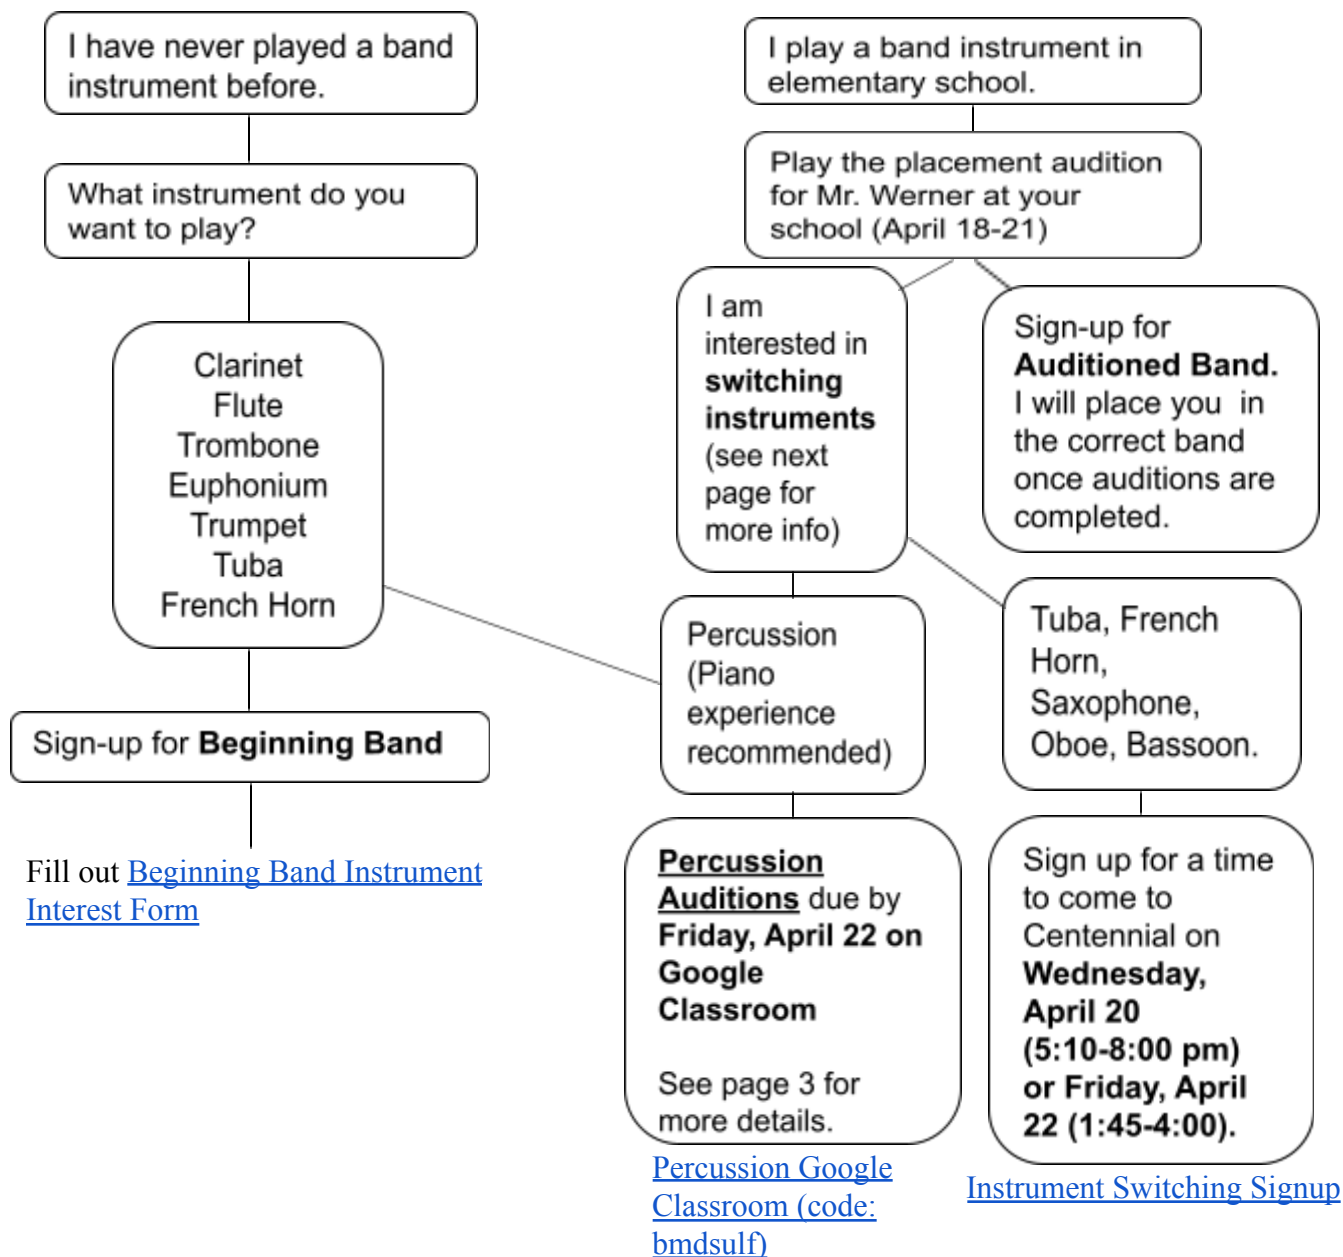 I have never played a band
instrument before.
What instrument do you
want to play?
Clarinet
Flute
Trombone
Euphonium
Trumpet
Tuba
French Horn
Sign-up for Beginning Band
Fill out Beginning Band Instrument
Interest Form
I play a band instrument in
elementary school.
Play the placement audition
for Mr. Werner at your
school (April 18-21)
I am
interested in
switching
instruments
(see next
page for
more info)
Sign-up for
Auditioned Band.
I will place you in
the correct band
once auditions are
completed.
Percussion
(Piano
experience
recommended)
Tuba, French
Horn,
Saxophone,
Oboe, Bassoon.
Percussion
Auditions due by
Friday, April 22 on
Google
Classroom
See page 3 for
more details.
Percussion Google
Classroom (code:
bmdsulf)
Sign up for a time
to come to
Centennial on
Wednesday,
April 20
(5:10-8:00 pm)
or Friday, April
22 (1:45-4:00).
Instrument Switching Signup